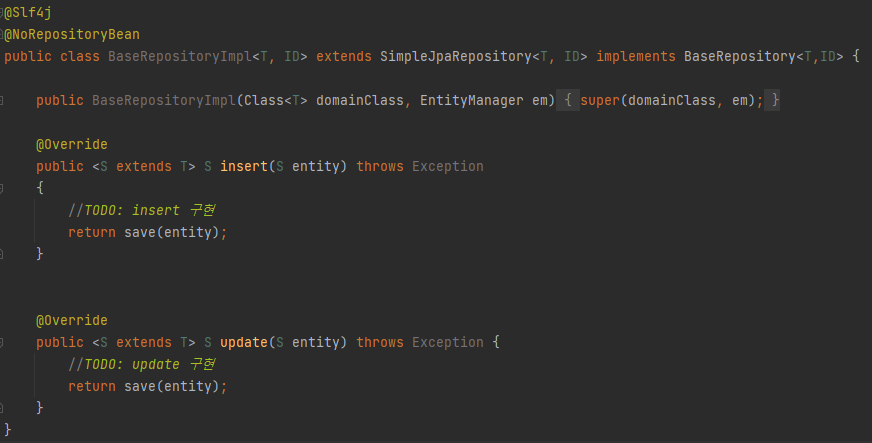 @Slf4j
@NoRepositoryBean
public class BaseRepositoryImpl<T, ID> extends SimpleJpaRepository<T, ID> implements BaseRepository<T,ID> {
public BaseRepositoryImpl(Class<T> domainClass, EntityManager em) { super(domainClass, em); }
@Override
public <S extends T> S insert(S entity) throws Exception
{
//TODO: insert 구현
return save(entity);
}
@Override
public <S extends T> S update(S entity) throws Exception {
//TODO: update 구현
return save(entity);
}
}